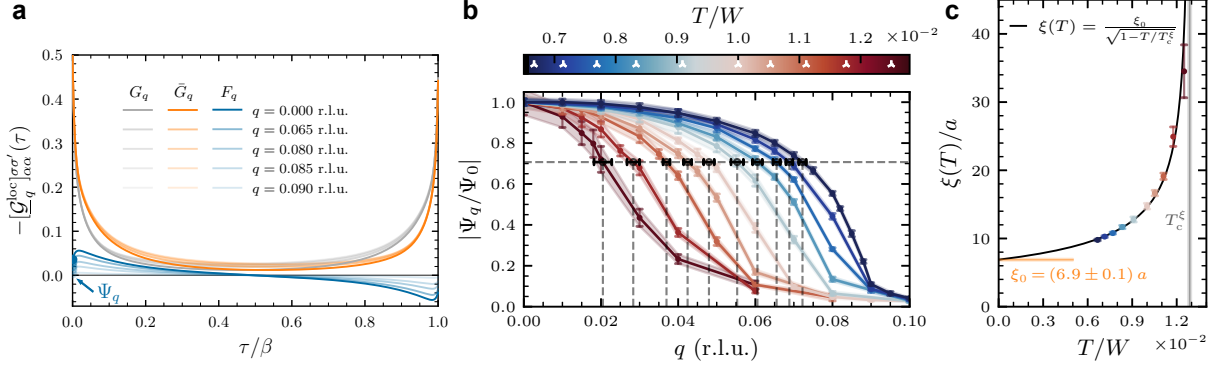 a
0.5
0.4
0.3
0.2
0.1
0.0
−[𝒢_q^loc]^σσ′_αα (τ)
G_q Ḡ_q F_q
q = 0.000 r.l.u.
q = 0.065 r.l.u.
q = 0.080 r.l.u.
q = 0.085 r.l.u.
q = 0.090 r.l.u.
Ψ_q
0.0 0.2 0.4 0.6 0.8 1.0
τ/β
b
T/W
0.7 0.8 0.9 1.0 1.1 1.2 ×10⁻²
1.0
0.8
0.6
0.4
0.2
0.0
|Ψ_q/Ψ_0|
0.00 0.02 0.04 0.06 0.08 0.10
q (r.l.u.)
c
ξ(T) = ξ_0/√(1−T/T_c^ξ)
40
30
20
10
0
ξ(T)/a
T_c^ξ
ξ_0 = (6.9 ± 0.1) a
0 0.3 0.6 0.9 1.2
T/W ×10⁻²